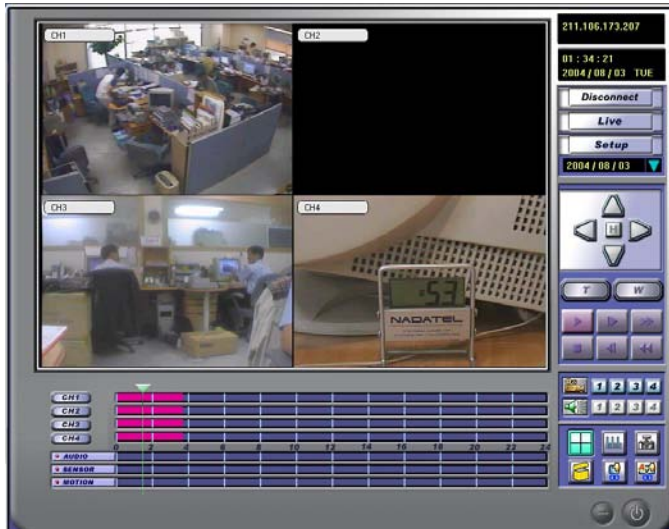 CH1
CH2
211.106.173.207
01 : 34 : 21
2004 / 08 / 03 TUE
Disconnect
Live
Setup
2004 / 08 / 03
CH3
CH4
H
53
NADATEL
T W
CH1
CH2
CH3
CH4
0 2 4 6 8 10 12 14 16 18 20 22 24
AUDIO
SENSOR
MOTION
1 2 3 4
1 2 3 4